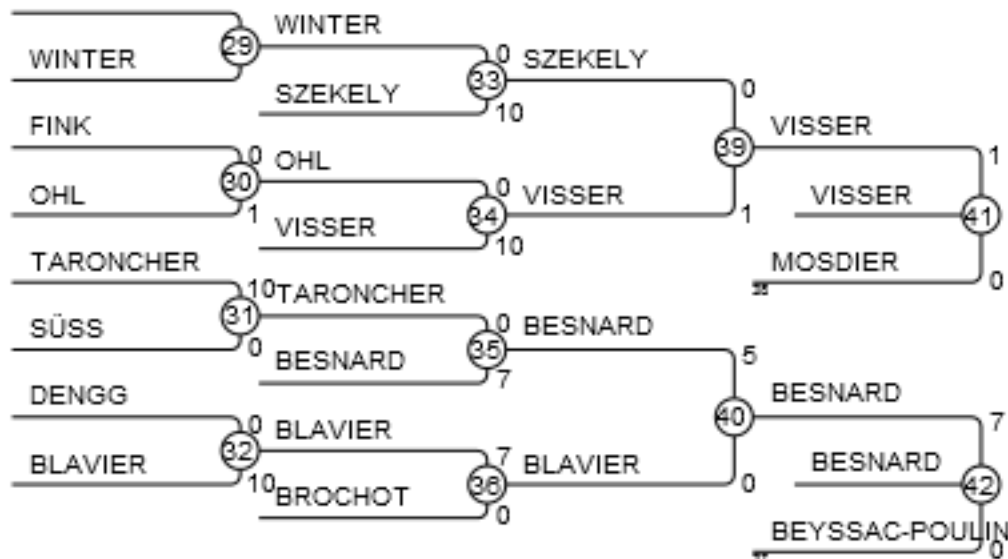 WINTER
29
WINTER
0
SZEKELY
33
SZEKELY
10
0
FINK
0
OHL
30
OHL
1
0
VISSER
34
VISSER
10
39
VISSER
1
1
VISSER
41
MOSDIER
0
TARONCHER
10
TARONCHER
31
SÜSS
0
0
BESNARD
35
BESNARD
7
5
DENGG
0
BLAVIER
32
BLAVIER
10
7
BLAVIER
36
BROCHOT
0
40
BESNARD
0
7
BESNARD
42
BEYSSAC-POULIN
0